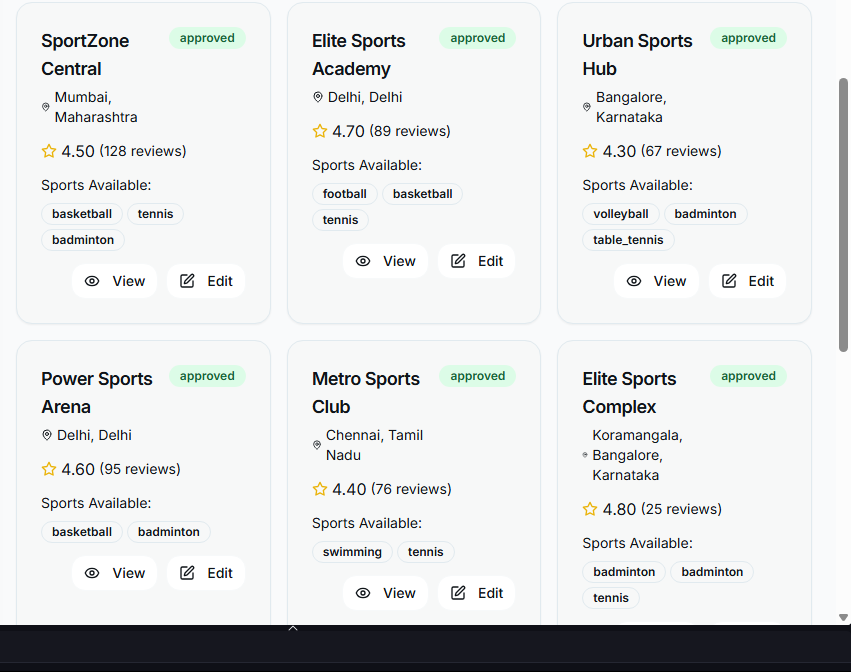 SportZone
Central
approved
Mumbai,
Maharashtra
4.50 (128 reviews)
Sports Available:
basketball tennis
badminton
View Edit
Elite Sports
Academy
approved
Delhi, Delhi
4.70 (89 reviews)
Sports Available:
football basketball
tennis
View Edit
Urban Sports
Hub
approved
Bangalore,
Karnataka
4.30 (67 reviews)
Sports Available:
volleyball badminton
table_tennis
View Edit
Power Sports
Arena
approved
Delhi, Delhi
4.60 (95 reviews)
Sports Available:
basketball badminton
View Edit
Metro Sports
Club
approved
Chennai, Tamil
Nadu
4.40 (76 reviews)
Sports Available:
swimming tennis
View Edit
Elite Sports
Complex
approved
Koramangala,
Bangalore,
Karnataka
4.80 (25 reviews)
Sports Available:
badminton badminton
tennis